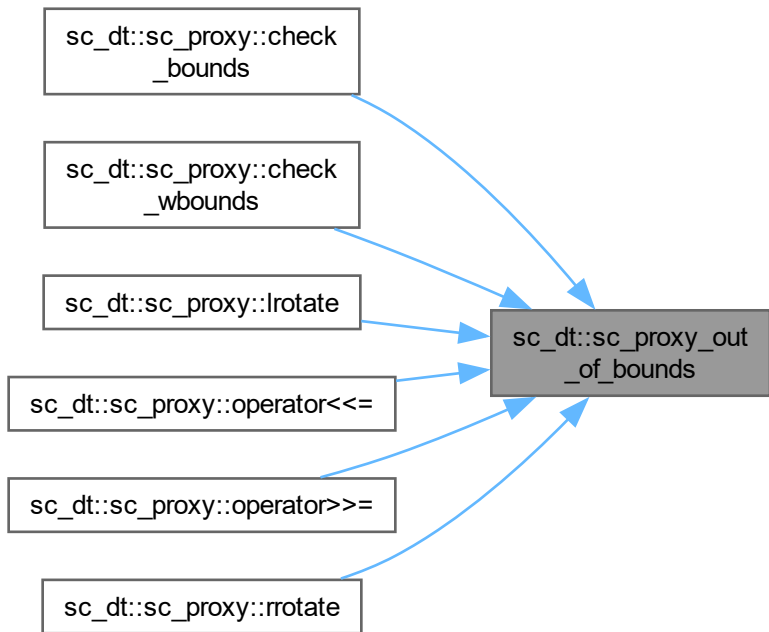 sc_dt::sc_proxy::check
_bounds
sc_dt::sc_proxy::check
_wbounds
sc_dt::sc_proxy::lrotate
sc_dt::sc_proxy_out
_of_bounds
sc_dt::sc_proxy::operator<<=
sc_dt::sc_proxy::operator>>=
sc_dt::sc_proxy::rrotate